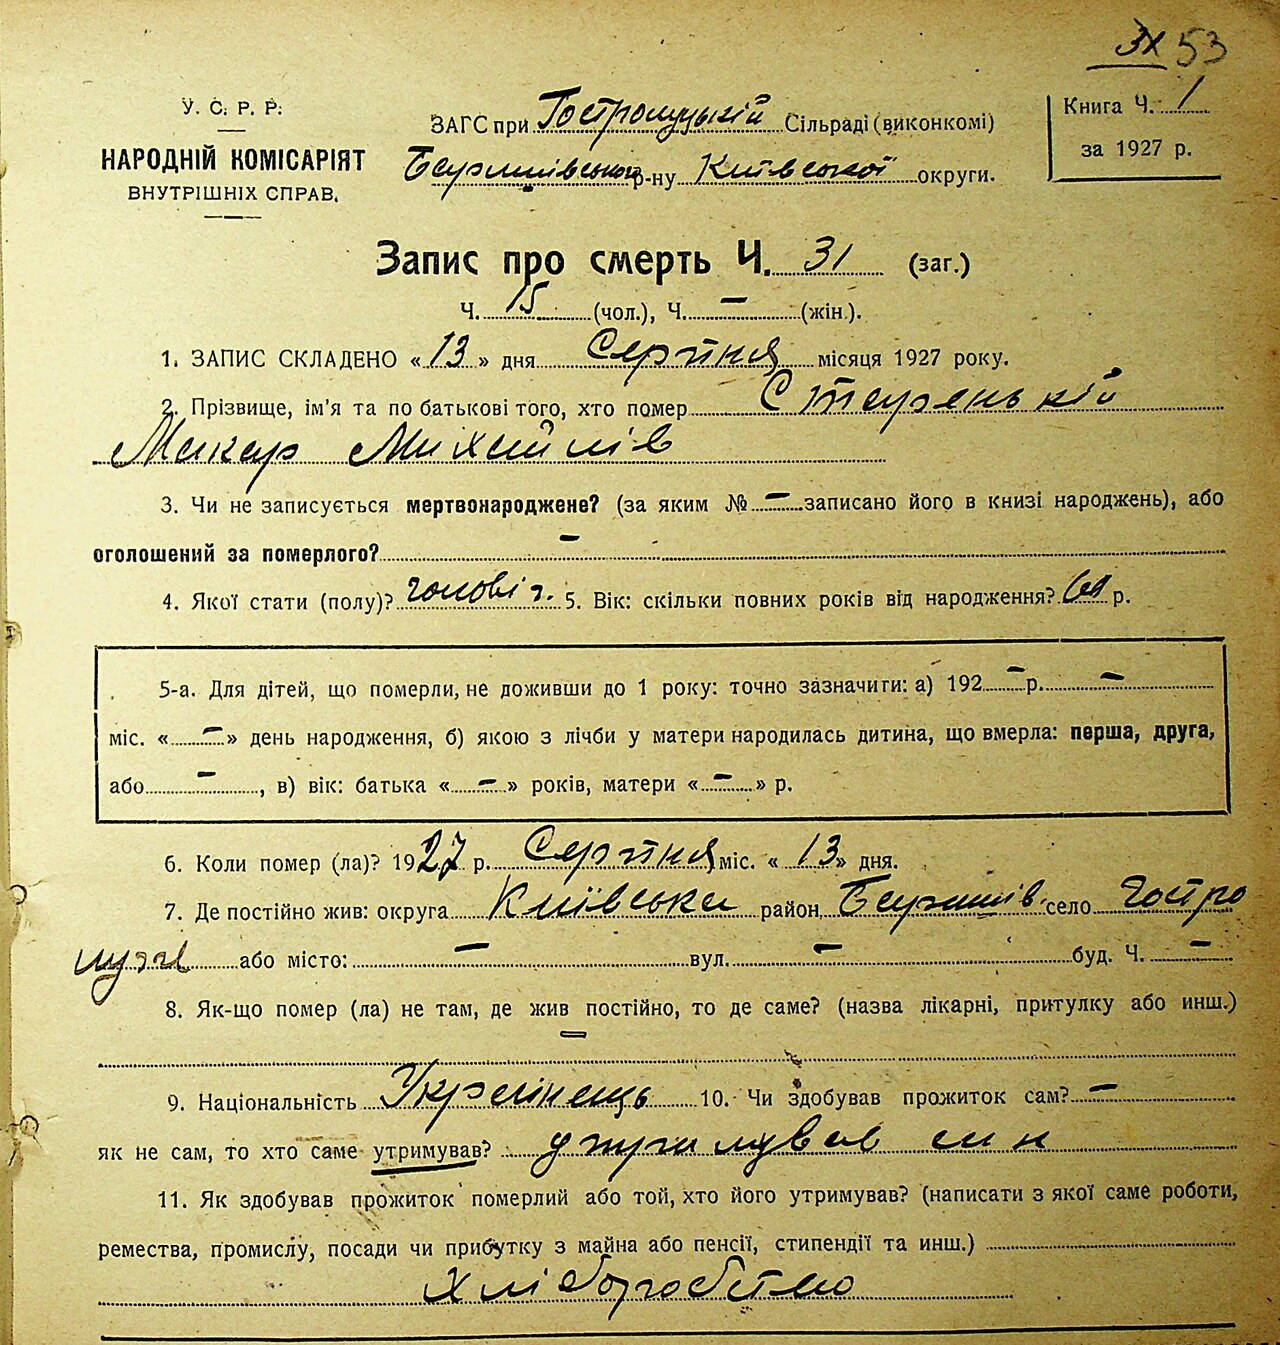 53
У. С. Р. Р.
НАРОДНІЙ КОМІСАРІЯТ
ВНУТРІШНІХ СПРАВ.
ЗАГС при Гостролуцькій Сільраді (виконкомі)
р-ну Київської округи.
Книга Ч. 1
за 1927 р.
Запис про смерть Ч. 31 (заг.)
Ч. 15 (чол.), Ч. — (жін.).
1. ЗАПИС СКЛАДЕНО «13» дня Серпня місяця 1927 року.
2. Прізвище, ім'я та по батькові того, хто помер Старенькій
Макар Михайлів
3. Чи не записується мертвонароджене? (за яким № — записано його в книзі народжень), або
оголошений за померлого? —
4. Якої стати (полу)? чоловіч. 5. Вік: скільки повних років від народження? р.
5-а. Для дітей, що померли, не доживши до 1 року: точно зазначити: а) 192 — р. —
міс. « — » день народження, б) якою з лічби у матери народилась дитина, що вмерла: перша, друга,
або —, в) вік: батька « — » років, матери « — » р.
6. Коли помер (ла)? 1927 р. Серпня міс. «13» дня.
7. Де постійно жив: округа Київська район Баришів. село Гостро
луччі або місто: — вул. — буд. Ч. —
8. Як-що помер (ла) не там, де жив постійно, то де саме? (назва лікарні, притулку або инш.)
—
9. Національність Українець 10. Чи здобував прожиток сам? —
як не сам, то хто саме утримував? утримував син
11. Як здобував прожиток померлий або той, хто його утримував? (написати з якої саме роботи,
ремества, промислу, посади чи прибутку з майна або пенсії, стипендії та инш.)
Хліборобство